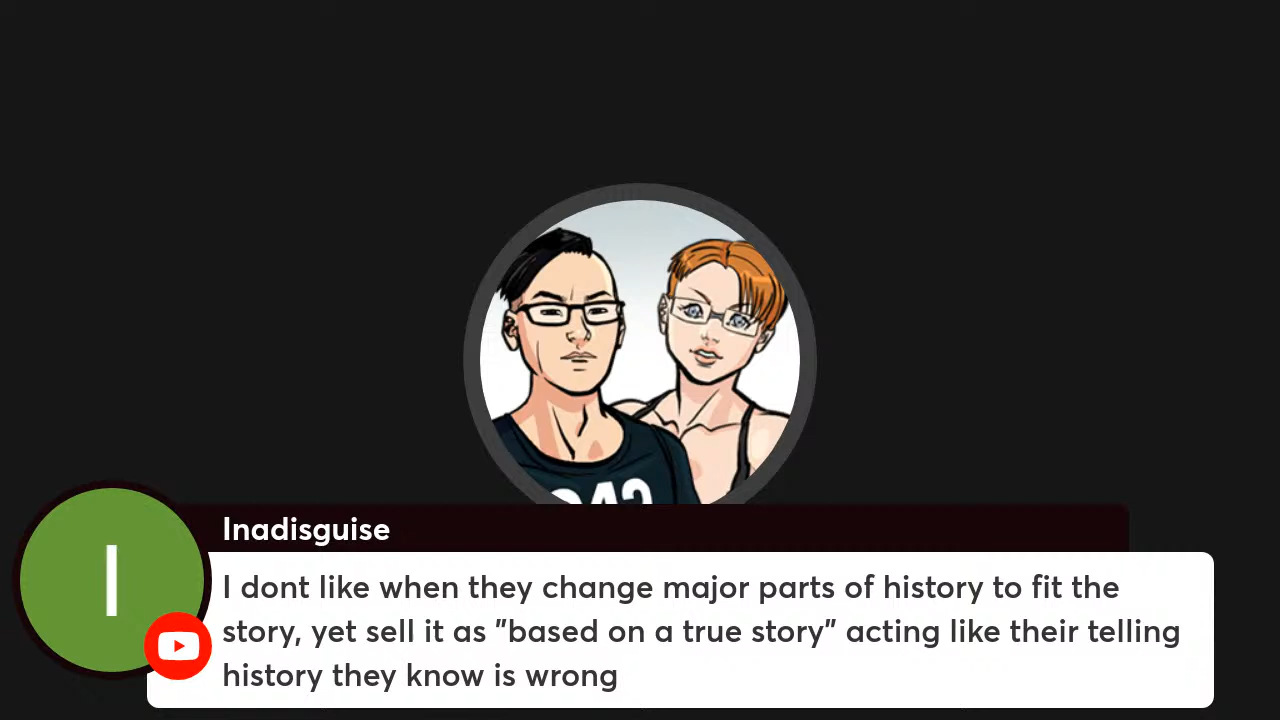 242
Inadisguise
I
I dont like when they change major parts of history to fit the
story, yet sell it as "based on a true story" acting like their telling
history they know is wrong